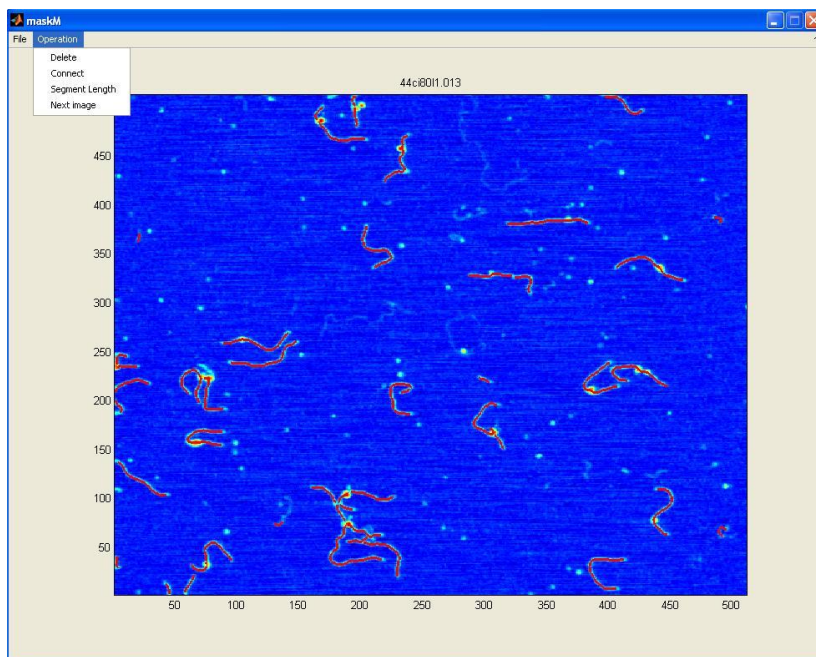 maskM
File Operation
Delete
Connect
Segment Length
Next image
44ci80l1.013
450
400
350
300
250
200
150
100
50
50 100 150 200 250 300 350 400 450 500